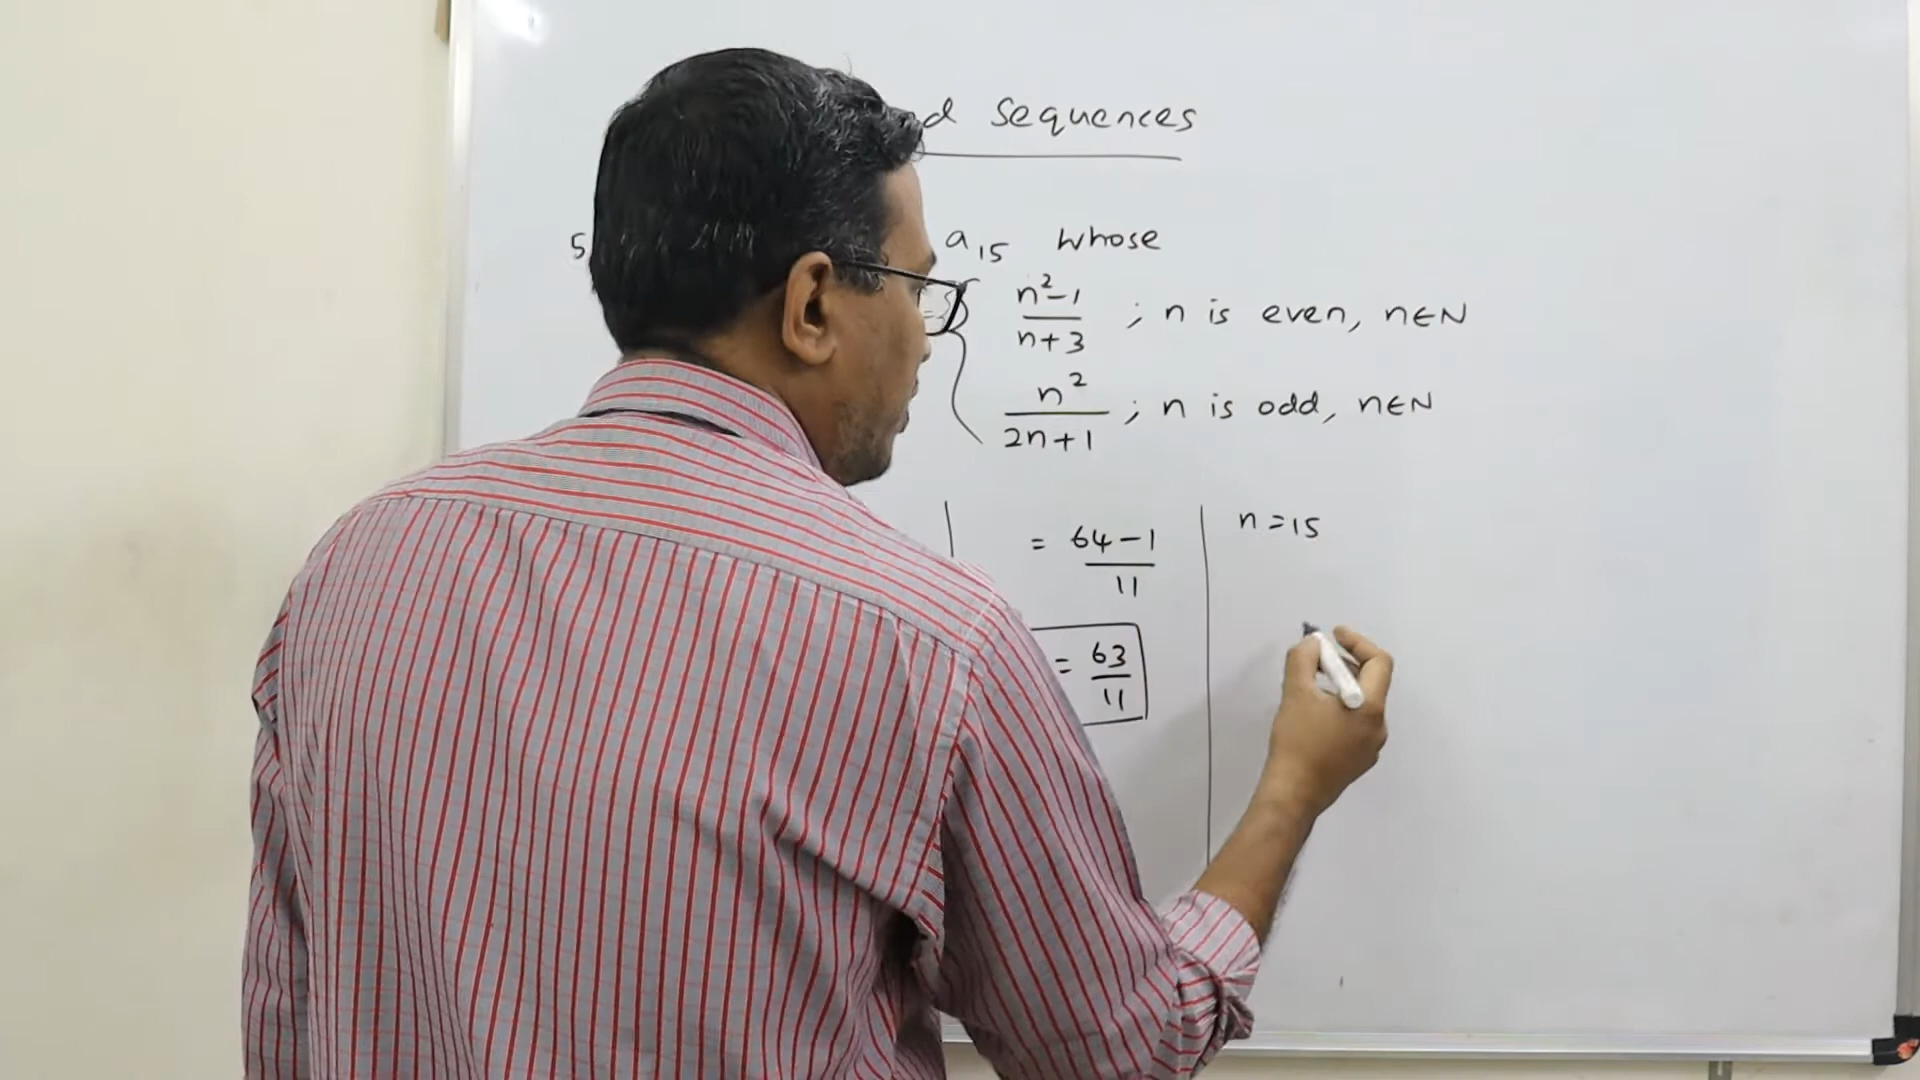 d Sequences
5
a₁₅ whose
= { n²-1 / n+3 ; n is even, n∈N
n² / 2n+1 ; n is odd, n∈N
= 64-1 / 11
= 63 / 11
n=15